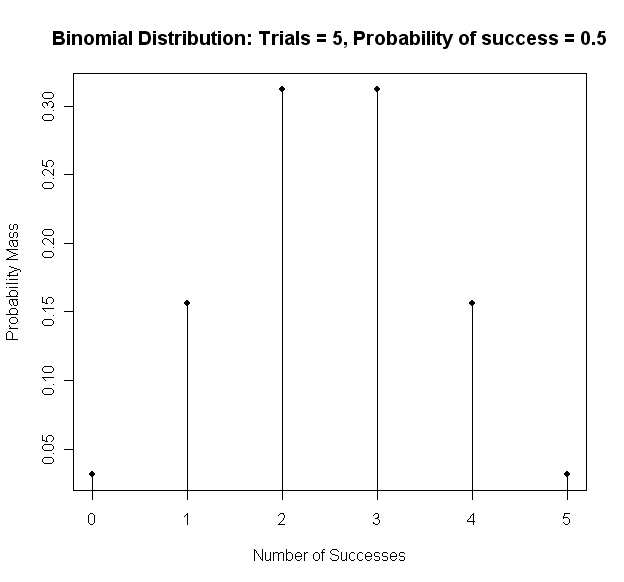 Binomial Distribution: Trials = 5, Probability of success = 0.5
0.30
0.25
0.20
0.15
0.10
0.05
Probability Mass
0 1 2 3 4 5
Number of Successes